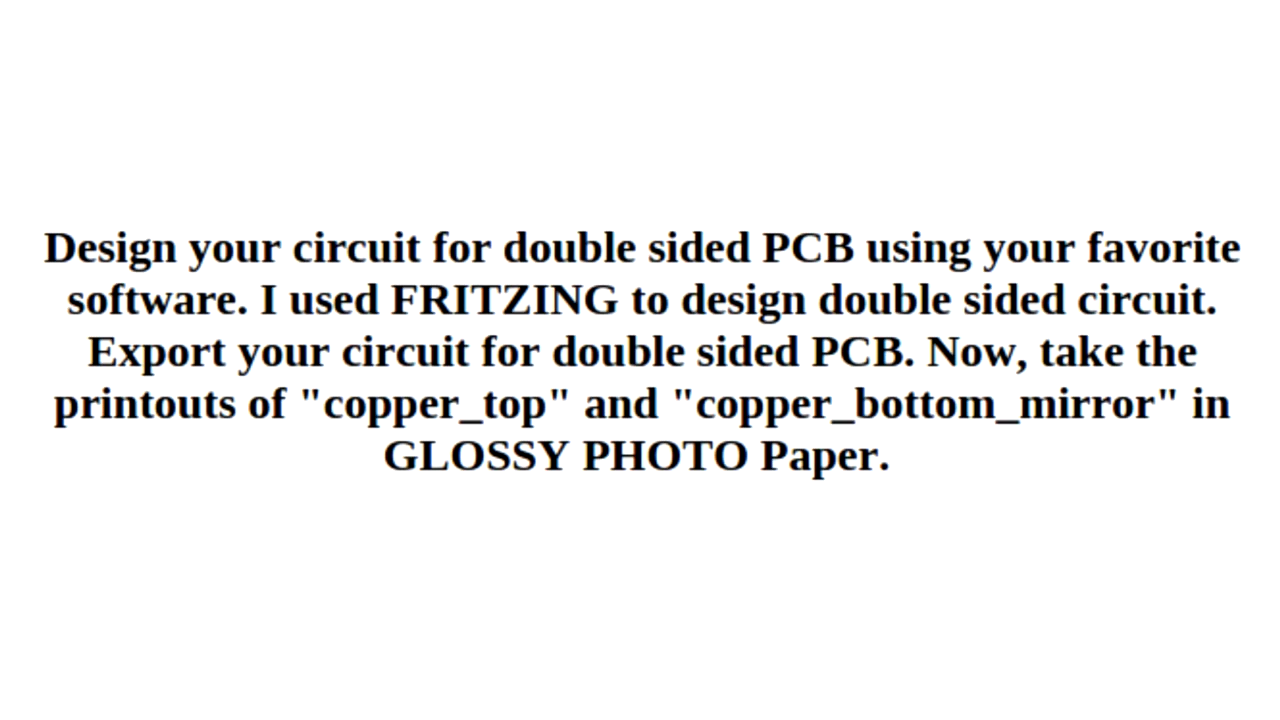 Design your circuit for double sided PCB using your favorite
software. I used FRITZING to design double sided circuit.
Export your circuit for double sided PCB. Now, take the
printouts of "copper_top" and "copper_bottom_mirror" in
GLOSSY PHOTO Paper.